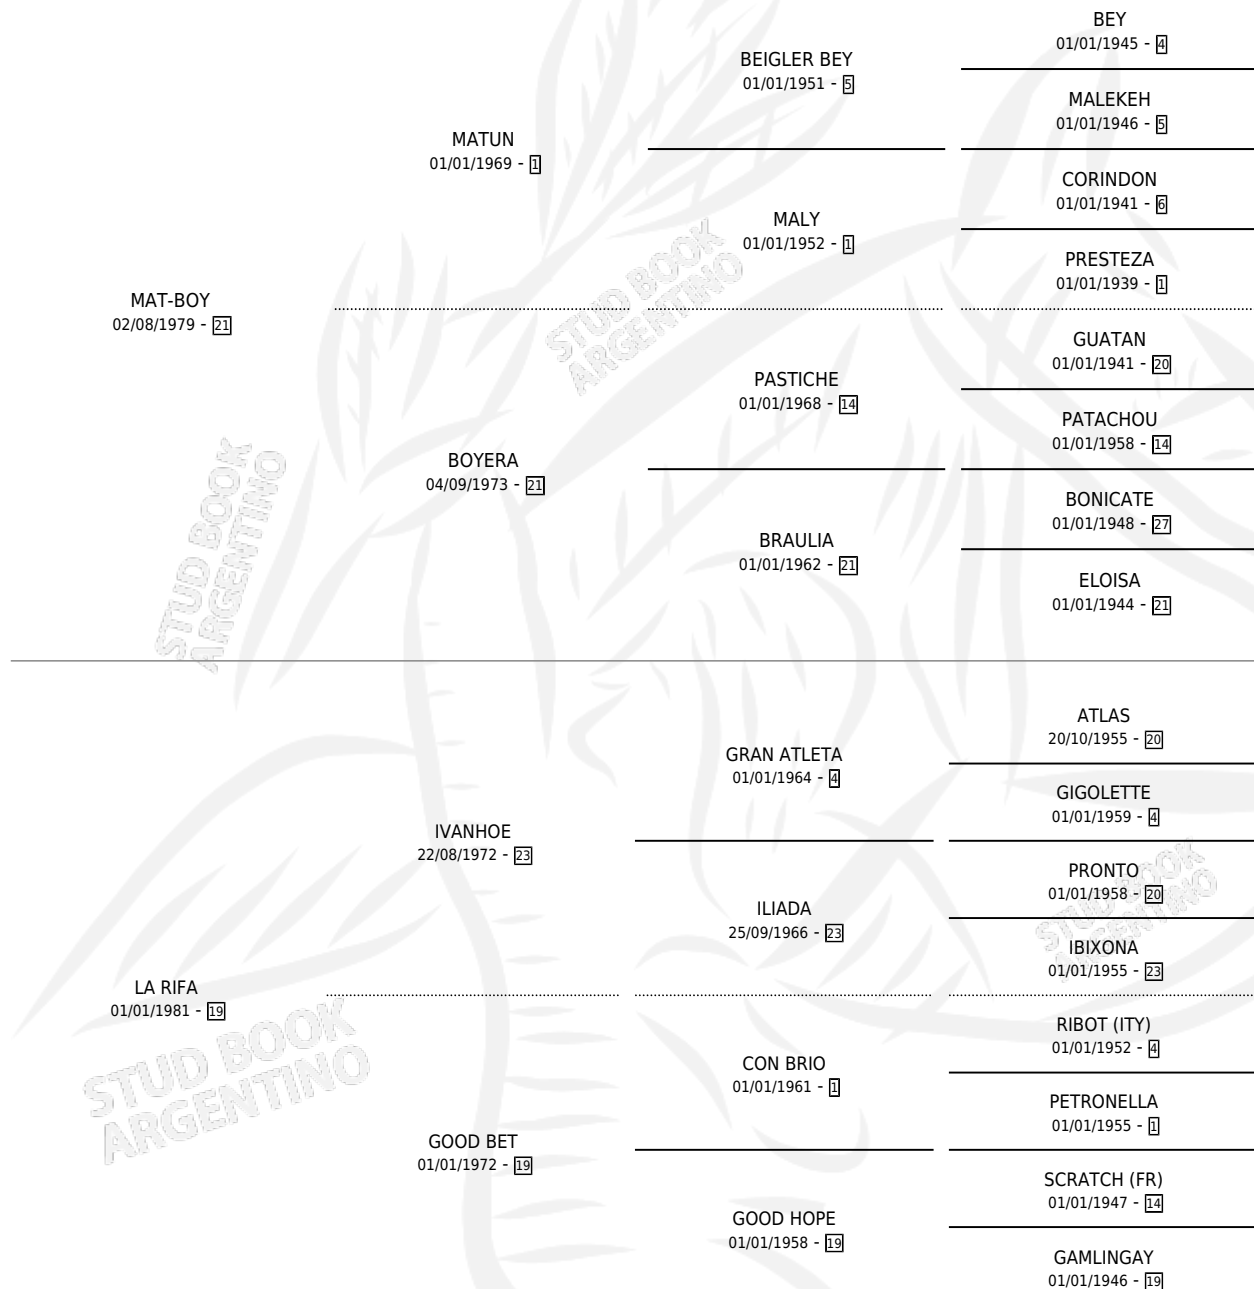 BEY
01/01/1945 - 4
BEIGLER BEY
01/01/1951 - 5
MALEKEH
01/01/1946 - 5
MATUN
01/01/1969 - 1
CORINDON
01/01/1941 - 6
MALY
01/01/1952 - 1
PRESTEZA
01/01/1939 - 1
MAT-BOY
02/08/1979 - 21
GUATAN
01/01/1941 - 20
PASTICHE
01/01/1968 - 14
PATACHOU
01/01/1958 - 14
BOYERA
04/09/1973 - 21
BONICATE
01/01/1948 - 27
BRAULIA
01/01/1962 - 21
ELOISA
01/01/1944 - 21
ATLAS
20/10/1955 - 20
GRAN ATLETA
01/01/1964 - 4
GIGOLETTE
01/01/1959 - 4
IVANHOE
22/08/1972 - 23
PRONTO
01/01/1958 - 20
ILIADA
25/09/1966 - 23
IBIXONA
01/01/1955 - 23
LA RIFA
01/01/1981 - 19
RIBOT (ITY)
01/01/1952 - 4
CON BRIO
01/01/1961 - 1
PETRONELLA
01/01/1955 - 1
GOOD BET
01/01/1972 - 19
SCRATCH (FR)
01/01/1947 - 14
GOOD HOPE
01/01/1958 - 19
GAMLINGAY
01/01/1946 - 19
STUD BOOK
ARGENTINO
STUD BOOK
ARGENTINO
STUD BOOK
ARGENTINO
STUD BOOK
ARGENTINO